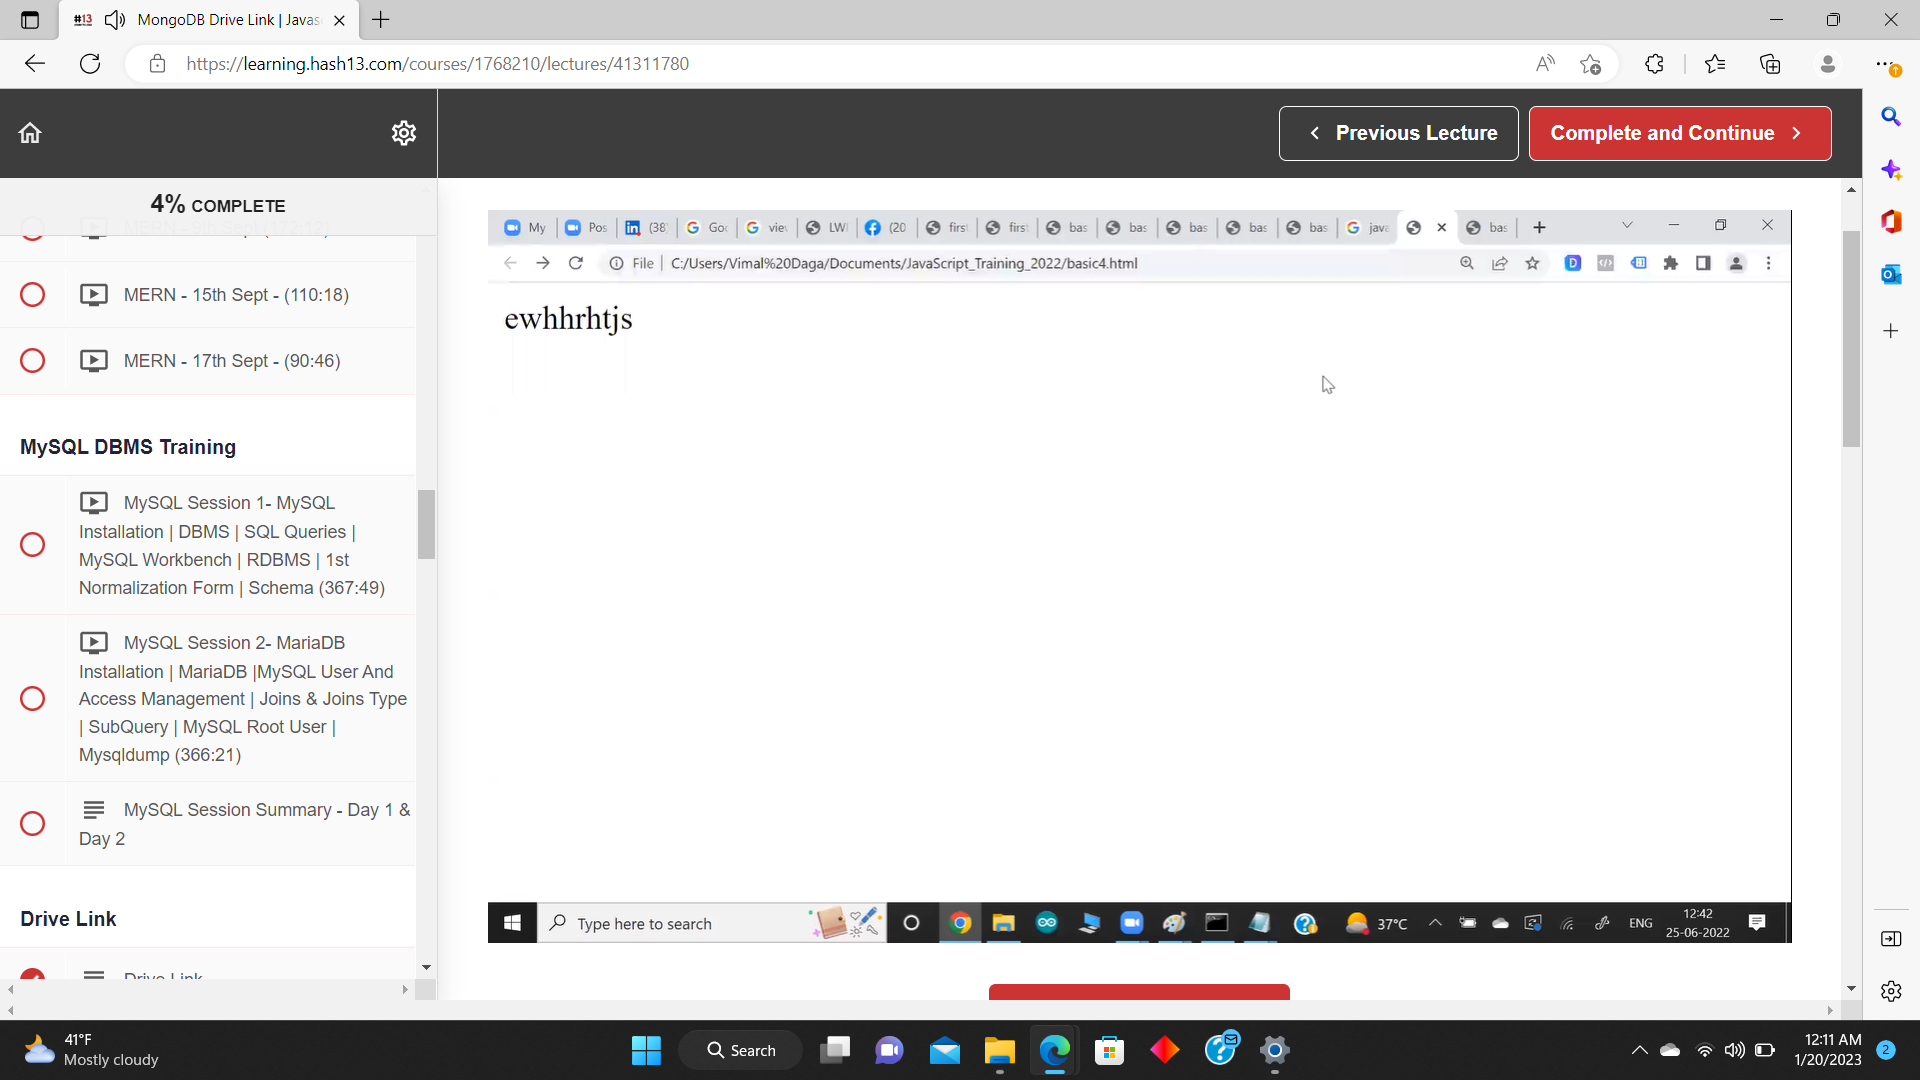 #13 MongoDB Drive Link | Javas
https://learning.hash13.com/courses/1768210/lectures/41311780
Previous Lecture
Complete and Continue
4% COMPLETE
MERN - 15th Sept - (110:18)
MERN - 17th Sept - (90:46)
MySQL DBMS Training
MySQL Session 1- MySQL
Installation | DBMS | SQL Queries |
MySQL Workbench | RDBMS | 1st
Normalization Form | Schema (367:49)
MySQL Session 2- MariaDB
Installation | MariaDB |MySQL User And
Access Management | Joins & Joins Type
| SubQuery | MySQL Root User |
Mysqldump (366:21)
MySQL Session Summary - Day 1 &
Day 2
Drive Link
Drive Link
My Pos (38) Goo viev LW (20 first first bas bas bas bas bas java bas
File C:/Users/Vimal%20Daga/Documents/JavaScript_Training_2022/basic4.html
ewhhrhtjs
Type here to search
37°C
ENG
12:42
25-06-2022
41°F
Mostly cloudy
Search
12:11 AM
1/20/2023
2